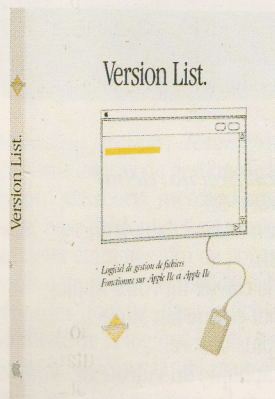 Version List.
Version List.
Logiciel de gestion de fichiers
Fonctionne sur Apple IIe et Apple IIc